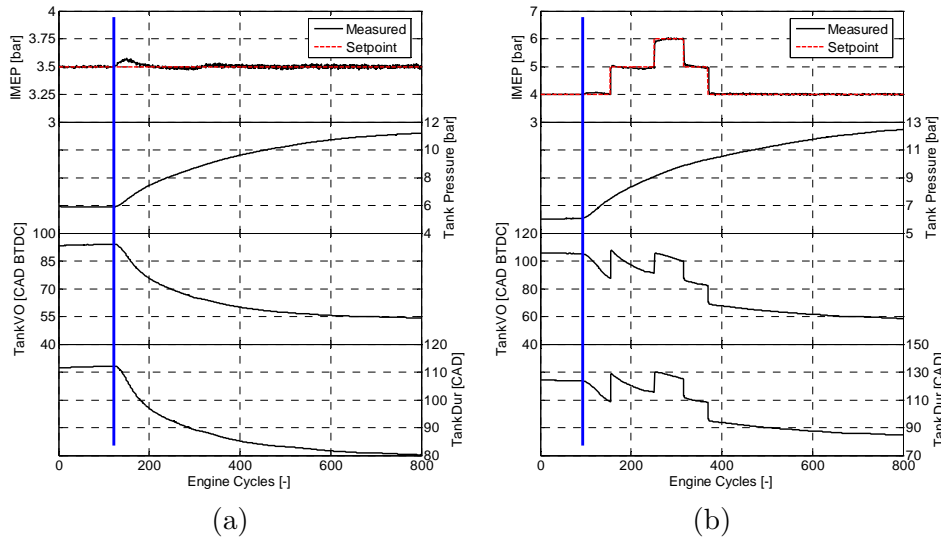 4
3.75
3.5
3.25
3
IMEP [bar]
Measured
Setpoint
12
10
8
6
4
Tank Pressure [bar]
100
85
70
55
40
TankVO [CAD BTDC]
120
110
100
90
80
TankDur [CAD]
0 200 400 600 800
Engine Cycles [-]
(a)
7
6
5
4
3
IMEP [bar]
Measured
Setpoint
13
11
9
7
5
Tank Pressure [bar]
120
100
80
60
40
TankVO [CAD BTDC]
150
130
110
90
70
TankDur [CAD]
0 200 400 600 800
Engine Cycles [-]
(b)